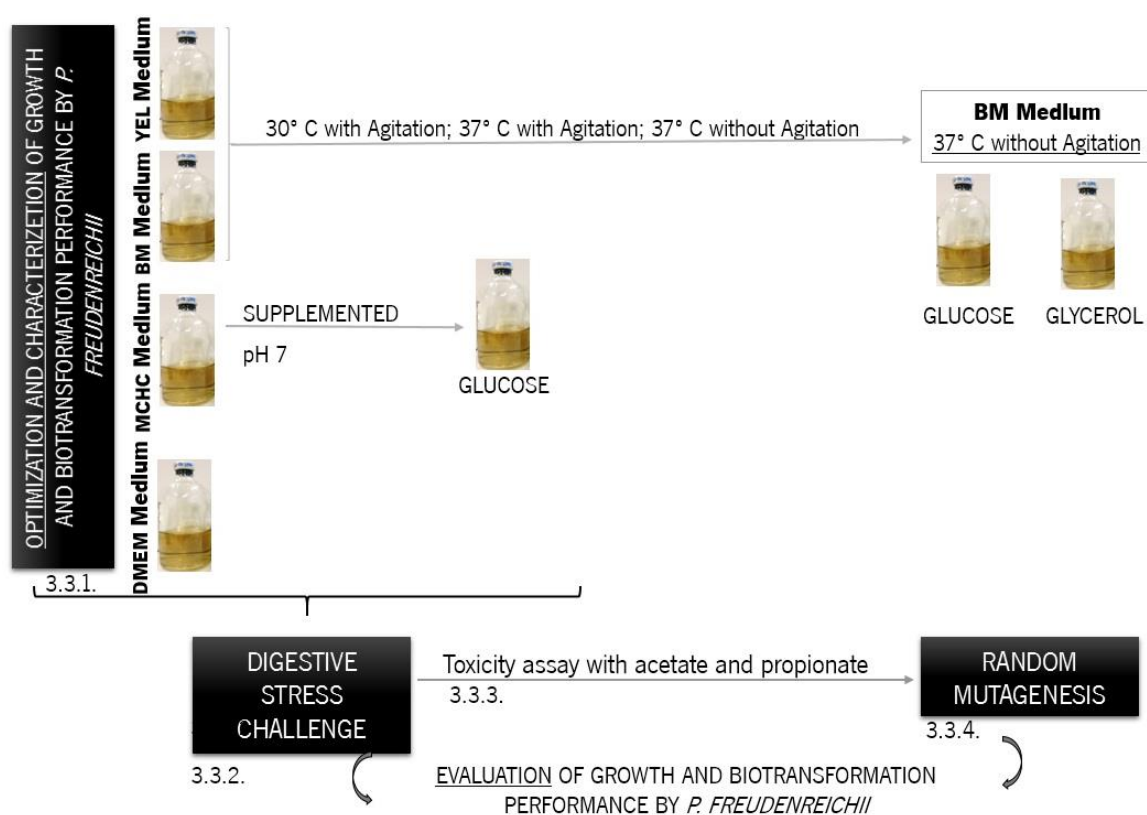 OPTIMIZATION AND CHARACTERIZETION OF GROWTH
AND BIOTRANSFORMATION PERFORMANCE BY P.
FREUDENREICHII
3.3.1.
YEL Medium
BM Medium
MCHC Medium
DMEM Medium
30° C with Agitation; 37° C with Agitation; 37° C without Agitation
BM Medium
37° C without Agitation
GLUCOSE
GLYCEROL
SUPPLEMENTED
pH 7
GLUCOSE
DIGESTIVE
STRESS
CHALLENGE
3.3.2.
Toxicity assay with acetate and propionate
3.3.3.
RANDOM
MUTAGENESIS
3.3.4.
EVALUATION OF GROWTH AND BIOTRANSFORMATION
PERFORMANCE BY P. FREUDENREICHII